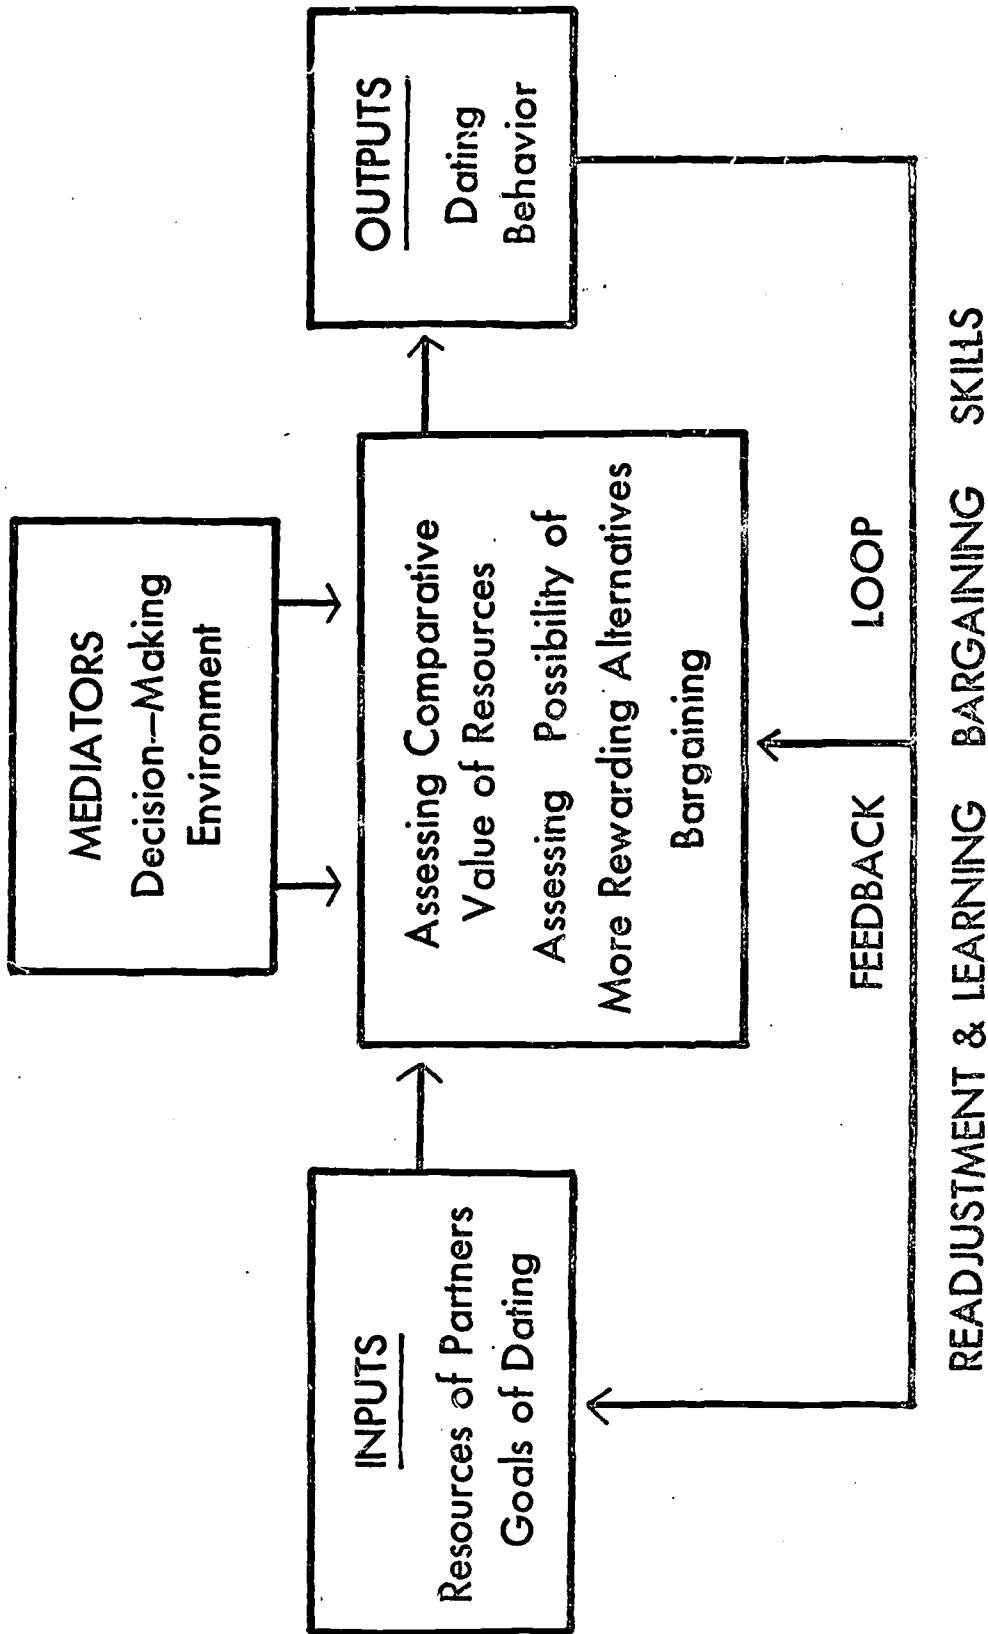 MEDIATORS
Decision—Making
Environment
INPUTS
Resources of Partners
Goals of Dating
Assessing Comparative
Value of Resources
Assessing Possibility of
More Rewarding Alternatives
Bargaining
OUTPUTS
Dating
Behavior
FEEDBACK LOOP
READJUSTMENT & LEARNING BARGAINING SKILLS